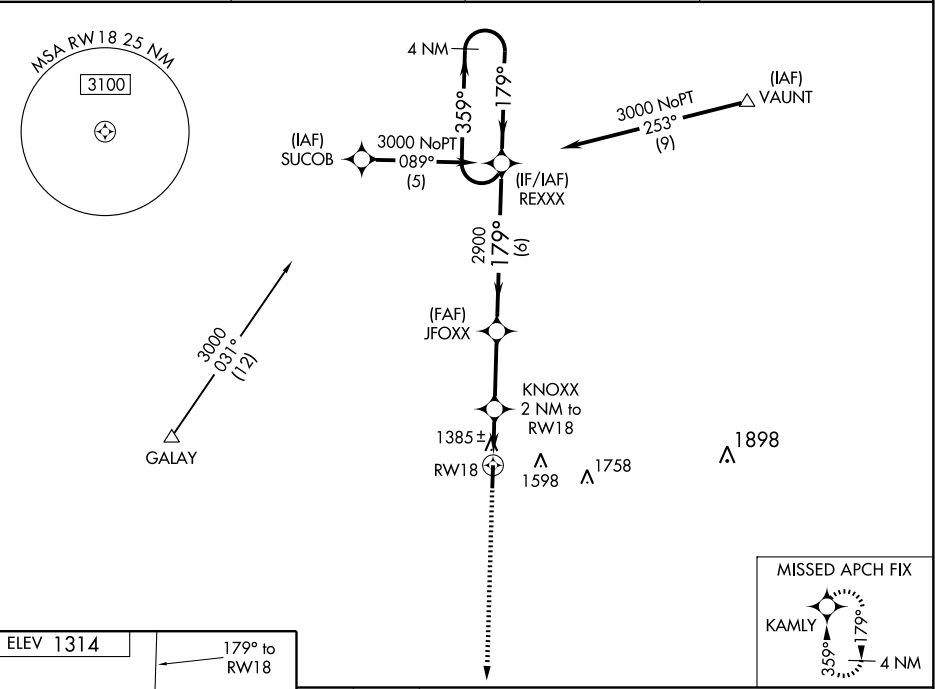 MSA RW18 25 NM
3100
4 NM
359°
179°
(IAF)
SUCOB
3000 NoPT
089°
(5)
(IF/IAF)
REXXX
(IAF)
VAUNT
3000 NoPT
253°
(9)
2900
179°
(6)
3000
031°
(12)
GALAY
(FAF)
JFOXX
KNOXX
2 NM to
RW18
1385±
RW18
1598
1758
1898
MISSED APCH FIX
KAMLY
359°
179°
4 NM
ELEV 1314
179° to
RW18